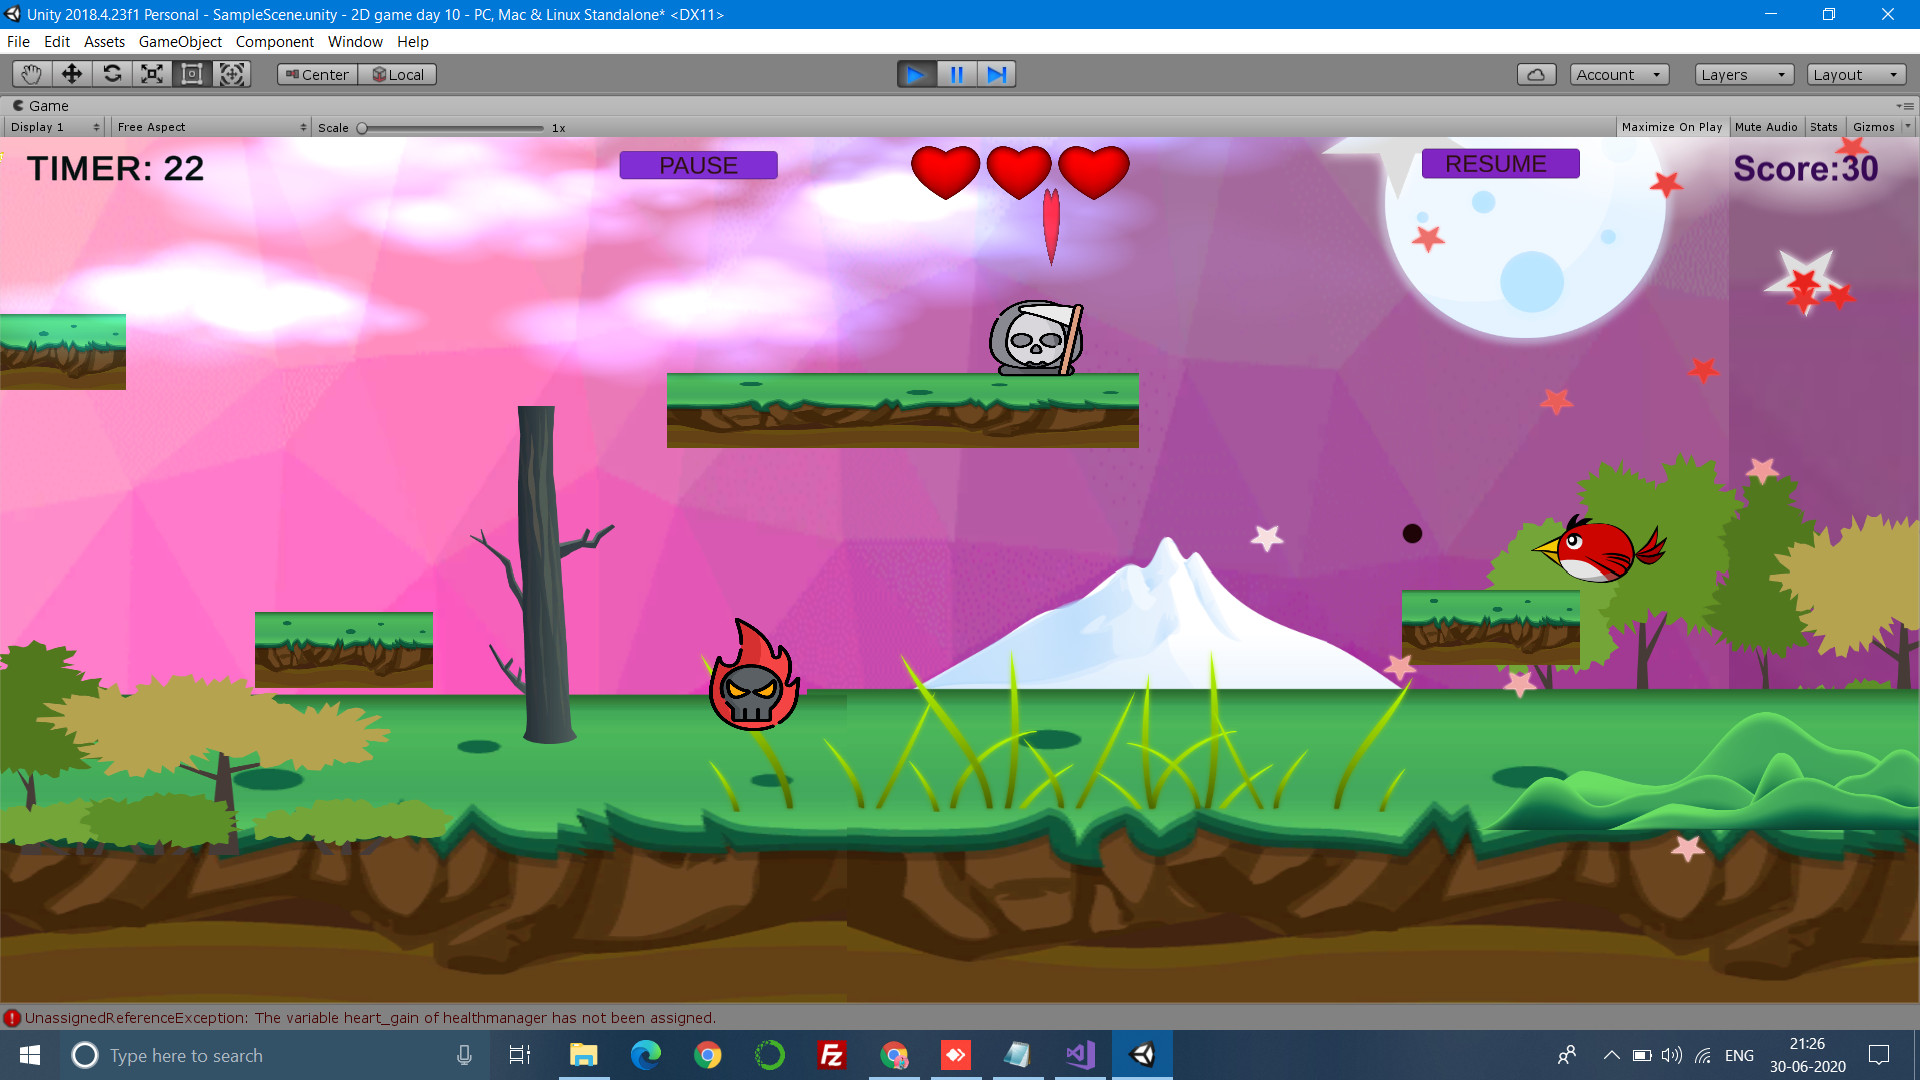 Unity 2018.4.23f1 Personal - SampleScene.unity - 2D game day 10 - PC, Mac & Linux Standalone* <DX11>
File Edit Assets GameObject Component Window Help
Center Local Account Layers Layout
Game
Display 1 Free Aspect Scale 1x Maximize On Play Mute Audio Stats Gizmos
TIMER: 22 PAUSE RESUME Score:30
UnassignedReferenceException: The variable heart_gain of healthmanager has not been assigned.
Type here to search Fz ENG 21:26
30-06-2020